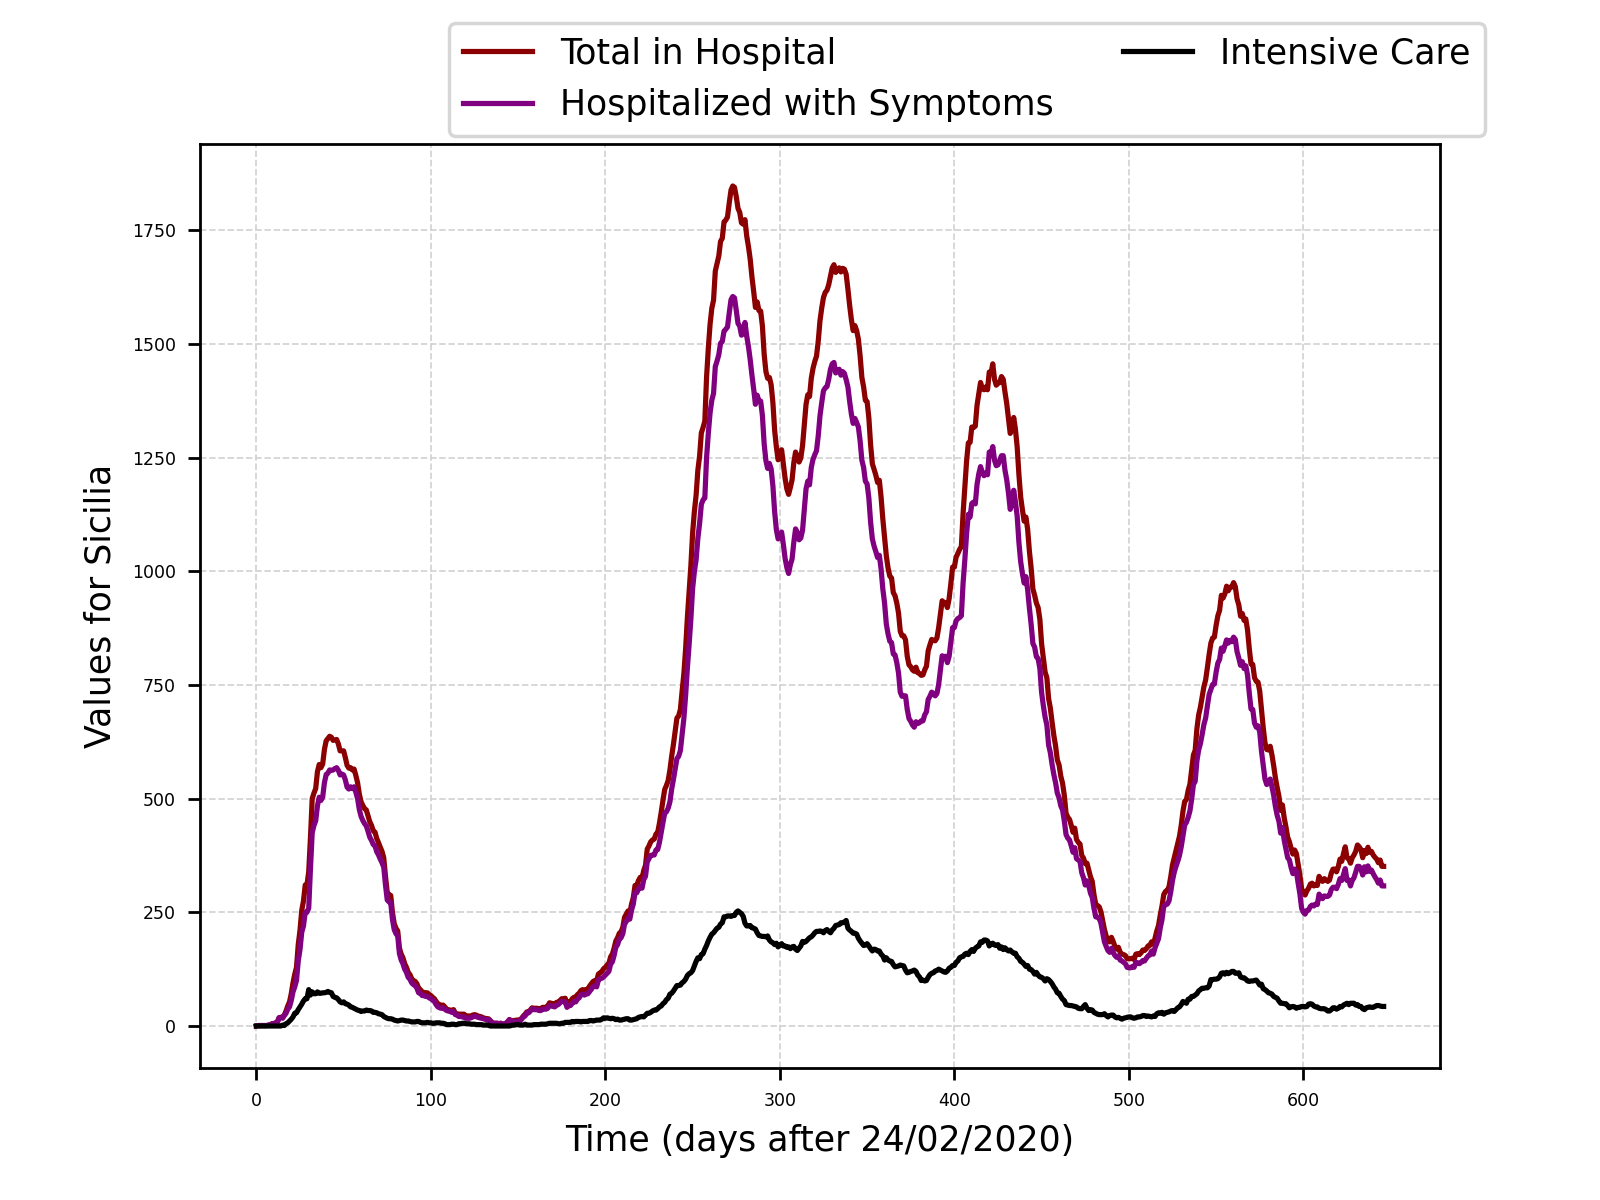 Total in Hospital
Hospitalized with Symptoms
Intensive Care
Values for Sicilia
1750
1500
1250
1000
750
500
250
0
0 100 200 300 400 500 600
Time (days after 24/02/2020)